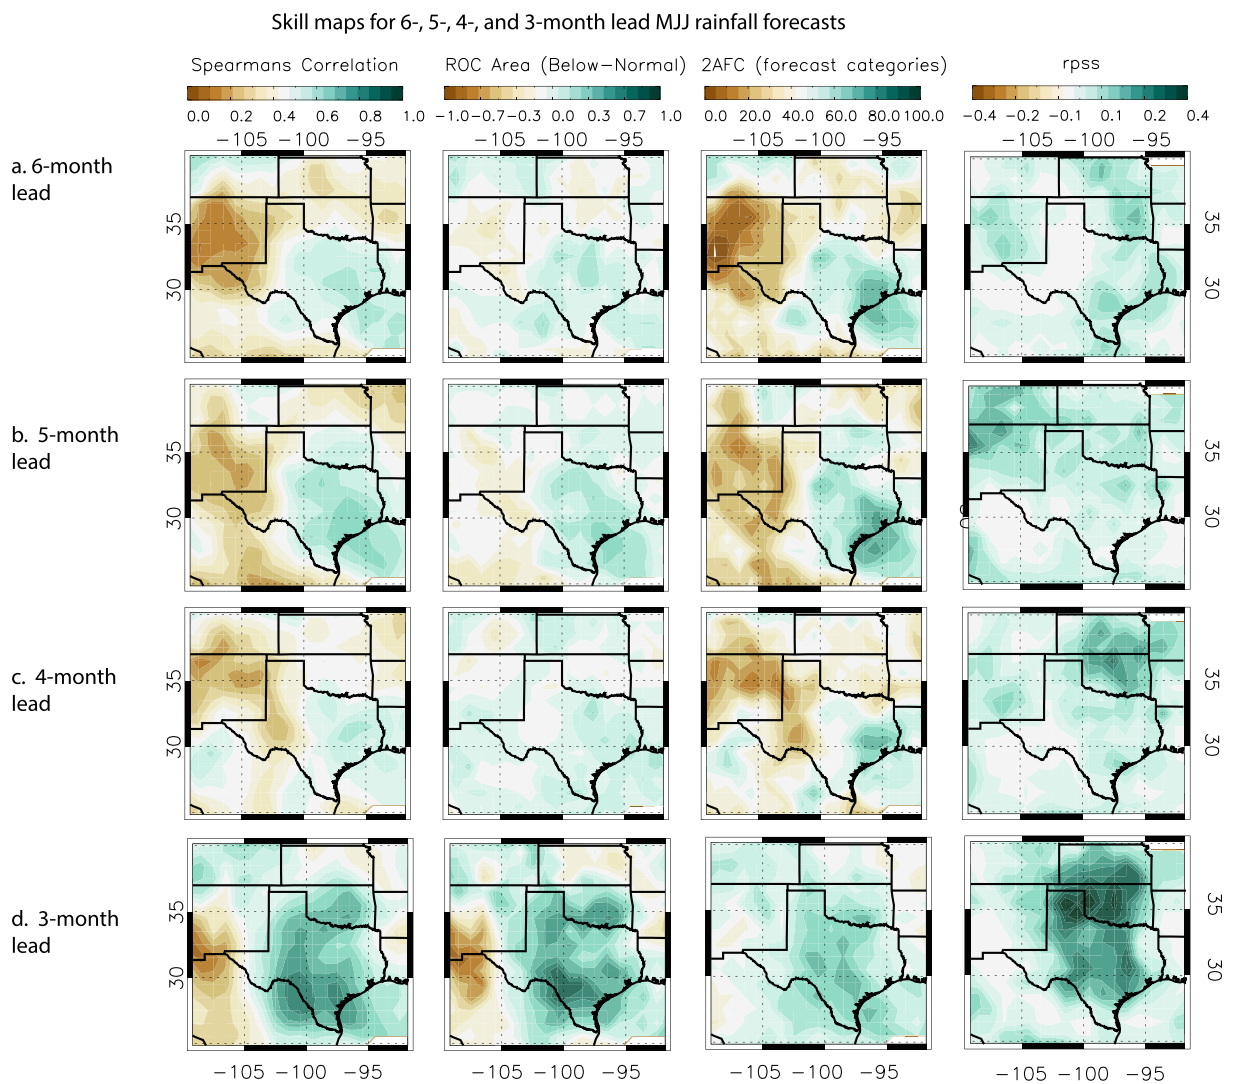 Skill maps for 6-, 5-, 4-, and 3-month lead MJJ rainfall forecasts
Spearmans Correlation
ROC Area (Below-Normal)
2AFC (forecast categories)
rpss
0.0 0.2 0.4 0.6 0.8 1.0
-1.0-0.7-0.3 0.0 0.3 0.7 1.0
0.0 20.0 40.0 60.0 80.0100.0
-0.4 -0.2 -0.1 0.1 0.2 0.4
-105 -100 -95
-105 -100 -95
-105 -100 -95
-105 -100 -95
a. 6-month
lead
35
30
35
30
b. 5-month
lead
35
30
35
30
c. 4-month
lead
35
30
35
30
d. 3-month
lead
35
30
35
30
-105 -100 -95
-105 -100 -95
-105 -100 -95
-105 -100 -95